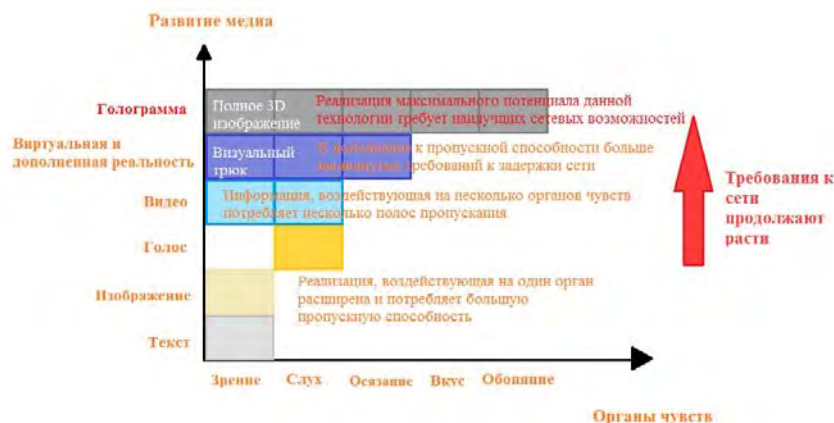 Развитие медиа
Голограмма
Полное 3D
изображение
Реализация максимального потенциала данной
технологии требует наилучших сетевых возможностей
Виртуальная и
дополненная реальность
Визуальный
трюк
В дополнении к пропускной способности больше
требований к задержки сети
Видео
Информация, воздействующая на несколько органов чувств
потребляет несколько полос пропускания
Голос
Изображение
Реализация, воздействующая на один орган
расширена и потребляет большую
пропускную способность
Текст
Требования к
сети
продолжают
расти
Зрение
Слух
Осязание
Вкус
Обоняние
Органы чувств